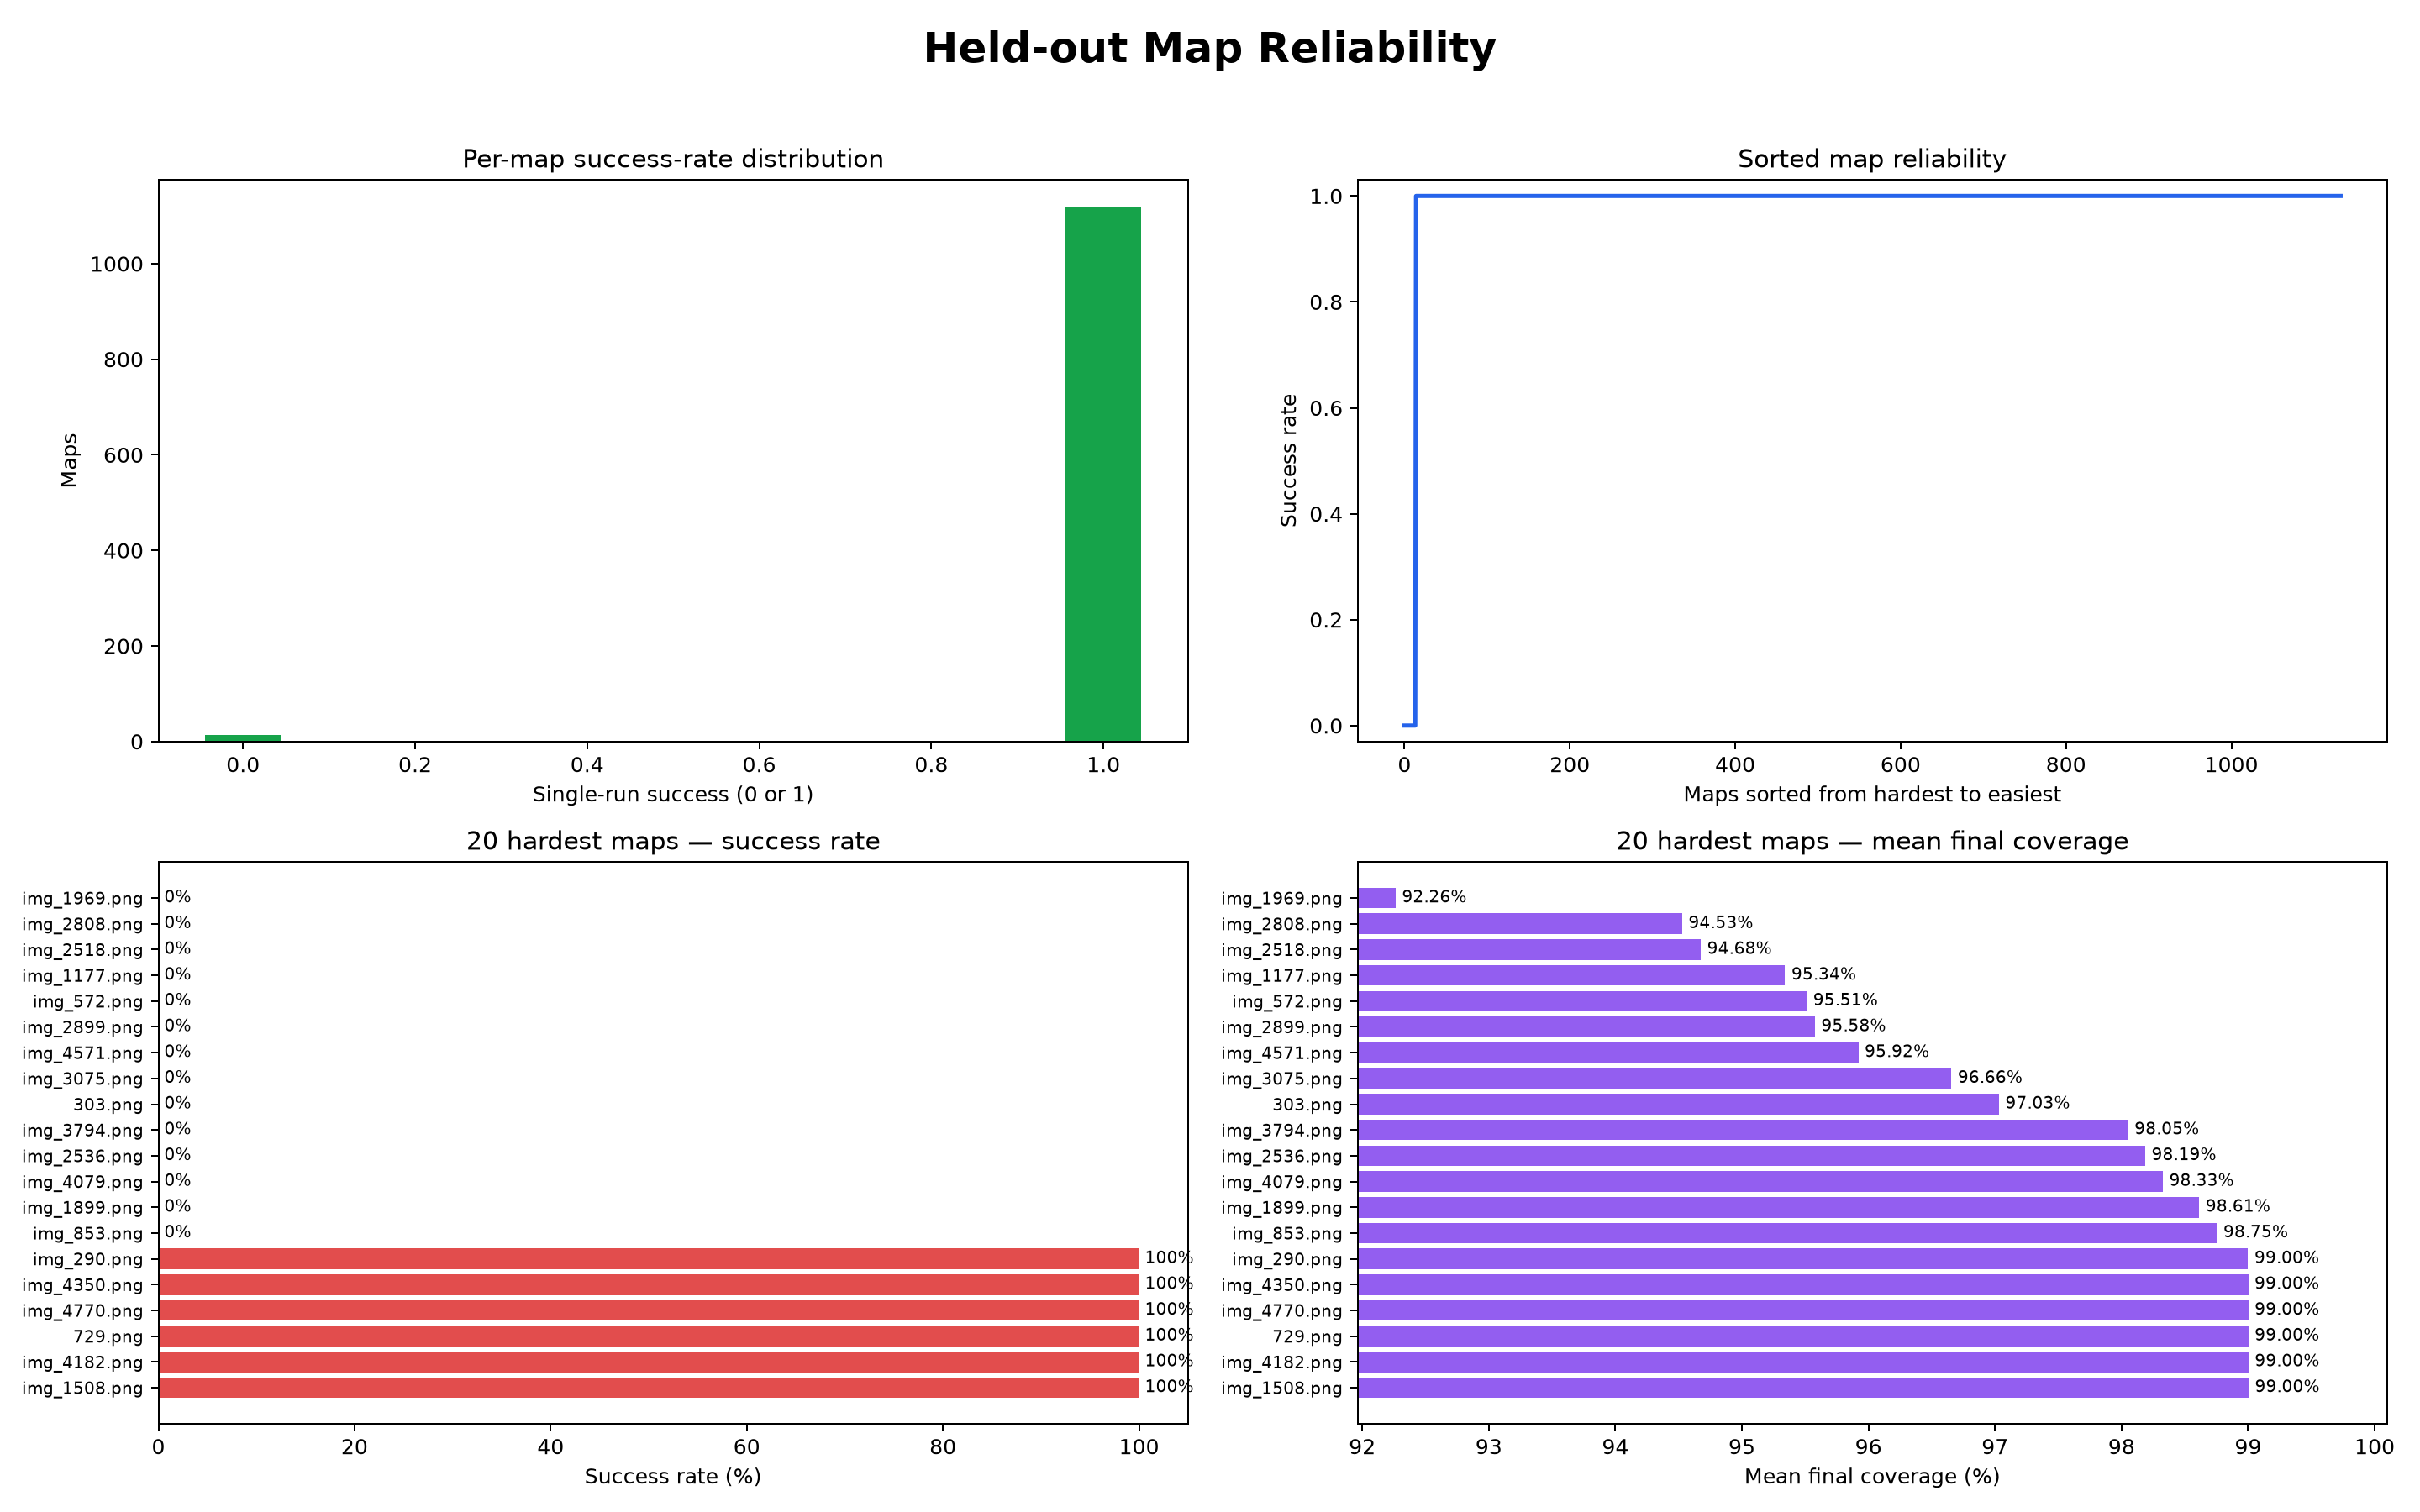 Held-out Map Reliability
Per-map success-rate distribution
Maps
1000
800
600
400
200
0
0.0 0.2 0.4 0.6 0.8 1.0
Single-run success (0 or 1)
Sorted map reliability
Success rate
1.0
0.8
0.6
0.4
0.2
0.0
0 200 400 600 800 1000
Maps sorted from hardest to easiest
20 hardest maps — success rate
img_1969.png 0%
img_2808.png 0%
img_2518.png 0%
img_1177.png 0%
img_572.png 0%
img_2899.png 0%
img_4571.png 0%
img_3075.png 0%
303.png 0%
img_3794.png 0%
img_2536.png 0%
img_4079.png 0%
img_1899.png 0%
img_853.png 0%
img_290.png 100%
img_4350.png 100%
img_4770.png 100%
729.png 100%
img_4182.png 100%
img_1508.png 100%
0 20 40 60 80 100
Success rate (%)
20 hardest maps — mean final coverage
img_1969.png 92.26%
img_2808.png 94.53%
img_2518.png 94.68%
img_1177.png 95.34%
img_572.png 95.51%
img_2899.png 95.58%
img_4571.png 95.92%
img_3075.png 96.66%
303.png 97.03%
img_3794.png 98.05%
img_2536.png 98.19%
img_4079.png 98.33%
img_1899.png 98.61%
img_853.png 98.75%
img_290.png 99.00%
img_4350.png 99.00%
img_4770.png 99.00%
729.png 99.00%
img_4182.png 99.00%
img_1508.png 99.00%
92 93 94 95 96 97 98 99 100
Mean final coverage (%)